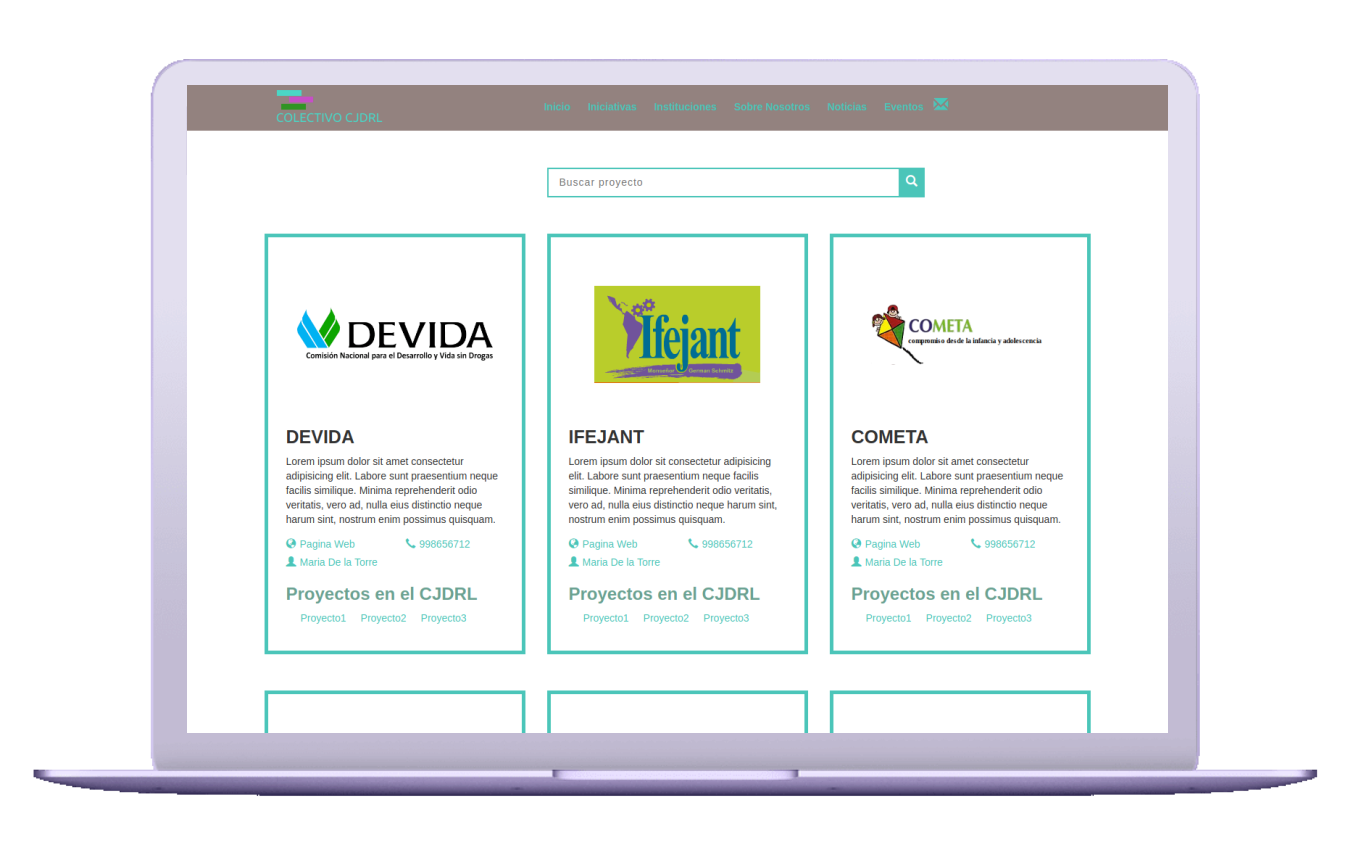 COLECTIVO CJDRL
Inicio Iniciativas Instituciones Sobre Nosotros Noticias Eventos
Buscar proyecto
DEVIDA
Comisión Nacional para el Desarrollo y Vida sin Drogas
DEVIDA
Lorem ipsum dolor sit amet consectetur
adipisicing elit. Labore sunt praesentium neque
facilis similique. Minima reprehenderit odio
veritatis, vero ad, nulla eius distinctio neque
harum sint, nostrum enim possimus quisquam.
Pagina Web 998656712
Maria De la Torre
Proyectos en el CJDRL
Proyecto1 Proyecto2 Proyecto3
Ifejant
Monseñor German Schmitz
IFEJANT
Lorem ipsum dolor sit consectetur adipisicing
elit. Labore sunt praesentium neque facilis
similique. Minima reprehenderit odio veritatis,
vero ad, nulla eius distinctio neque harum sint,
nostrum enim possimus quisquam.
Pagina Web 998656712
Maria De la Torre
Proyectos en el CJDRL
Proyecto1 Proyecto2 Proyecto3
COMETA
compromiso desde la infancia y adolescencia
COMETA
Lorem ipsum dolor sit amet consectetur
adipisicing elit. Labore sunt praesentium neque
facilis similique. Minima reprehenderit odio
veritatis, vero ad, nulla eius distinctio neque
harum sint, nostrum enim possimus quisquam.
Pagina Web 998656712
Maria De la Torre
Proyectos en el CJDRL
Proyecto1 Proyecto2 Proyecto3